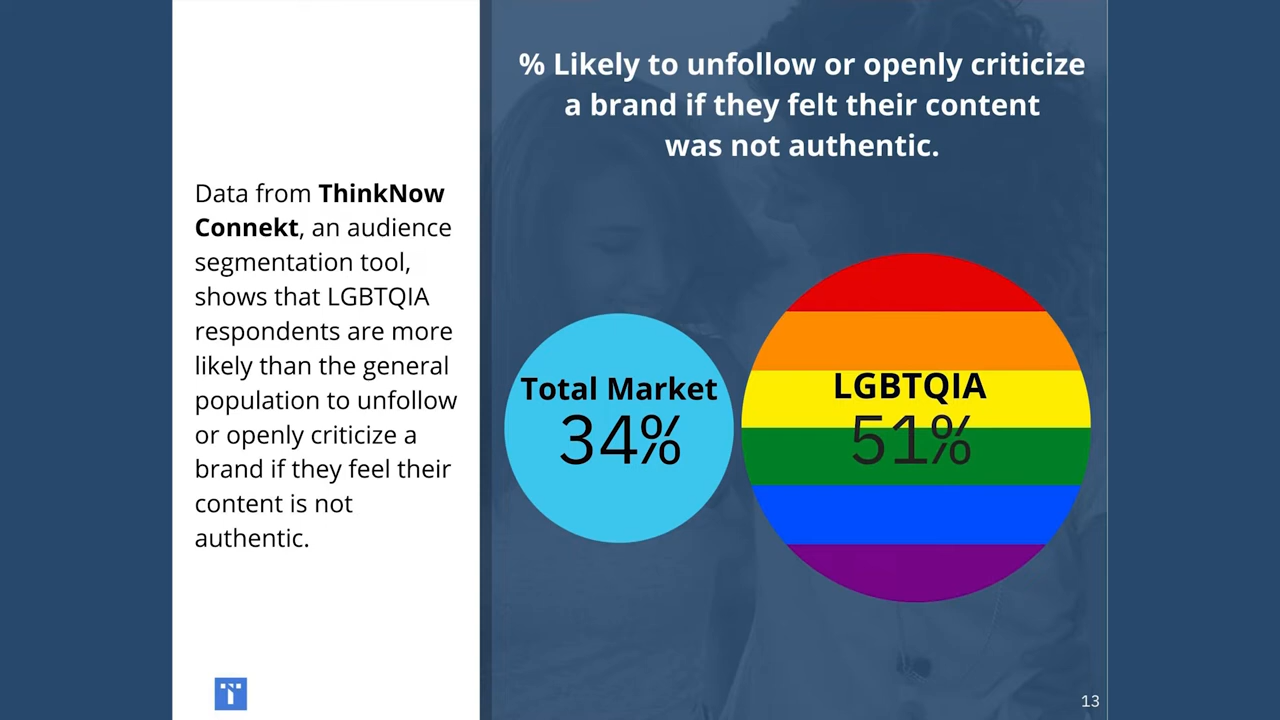 Data from ThinkNow
Connekt, an audience
segmentation tool,
shows that LGBTQIA
respondents are more
likely than the general
population to unfollow
or openly criticize a
brand if they feel their
content is not
authentic.
% Likely to unfollow or openly criticize
a brand if they felt their content
was not authentic.
Total Market
34%
LGBTQIA
51%
13